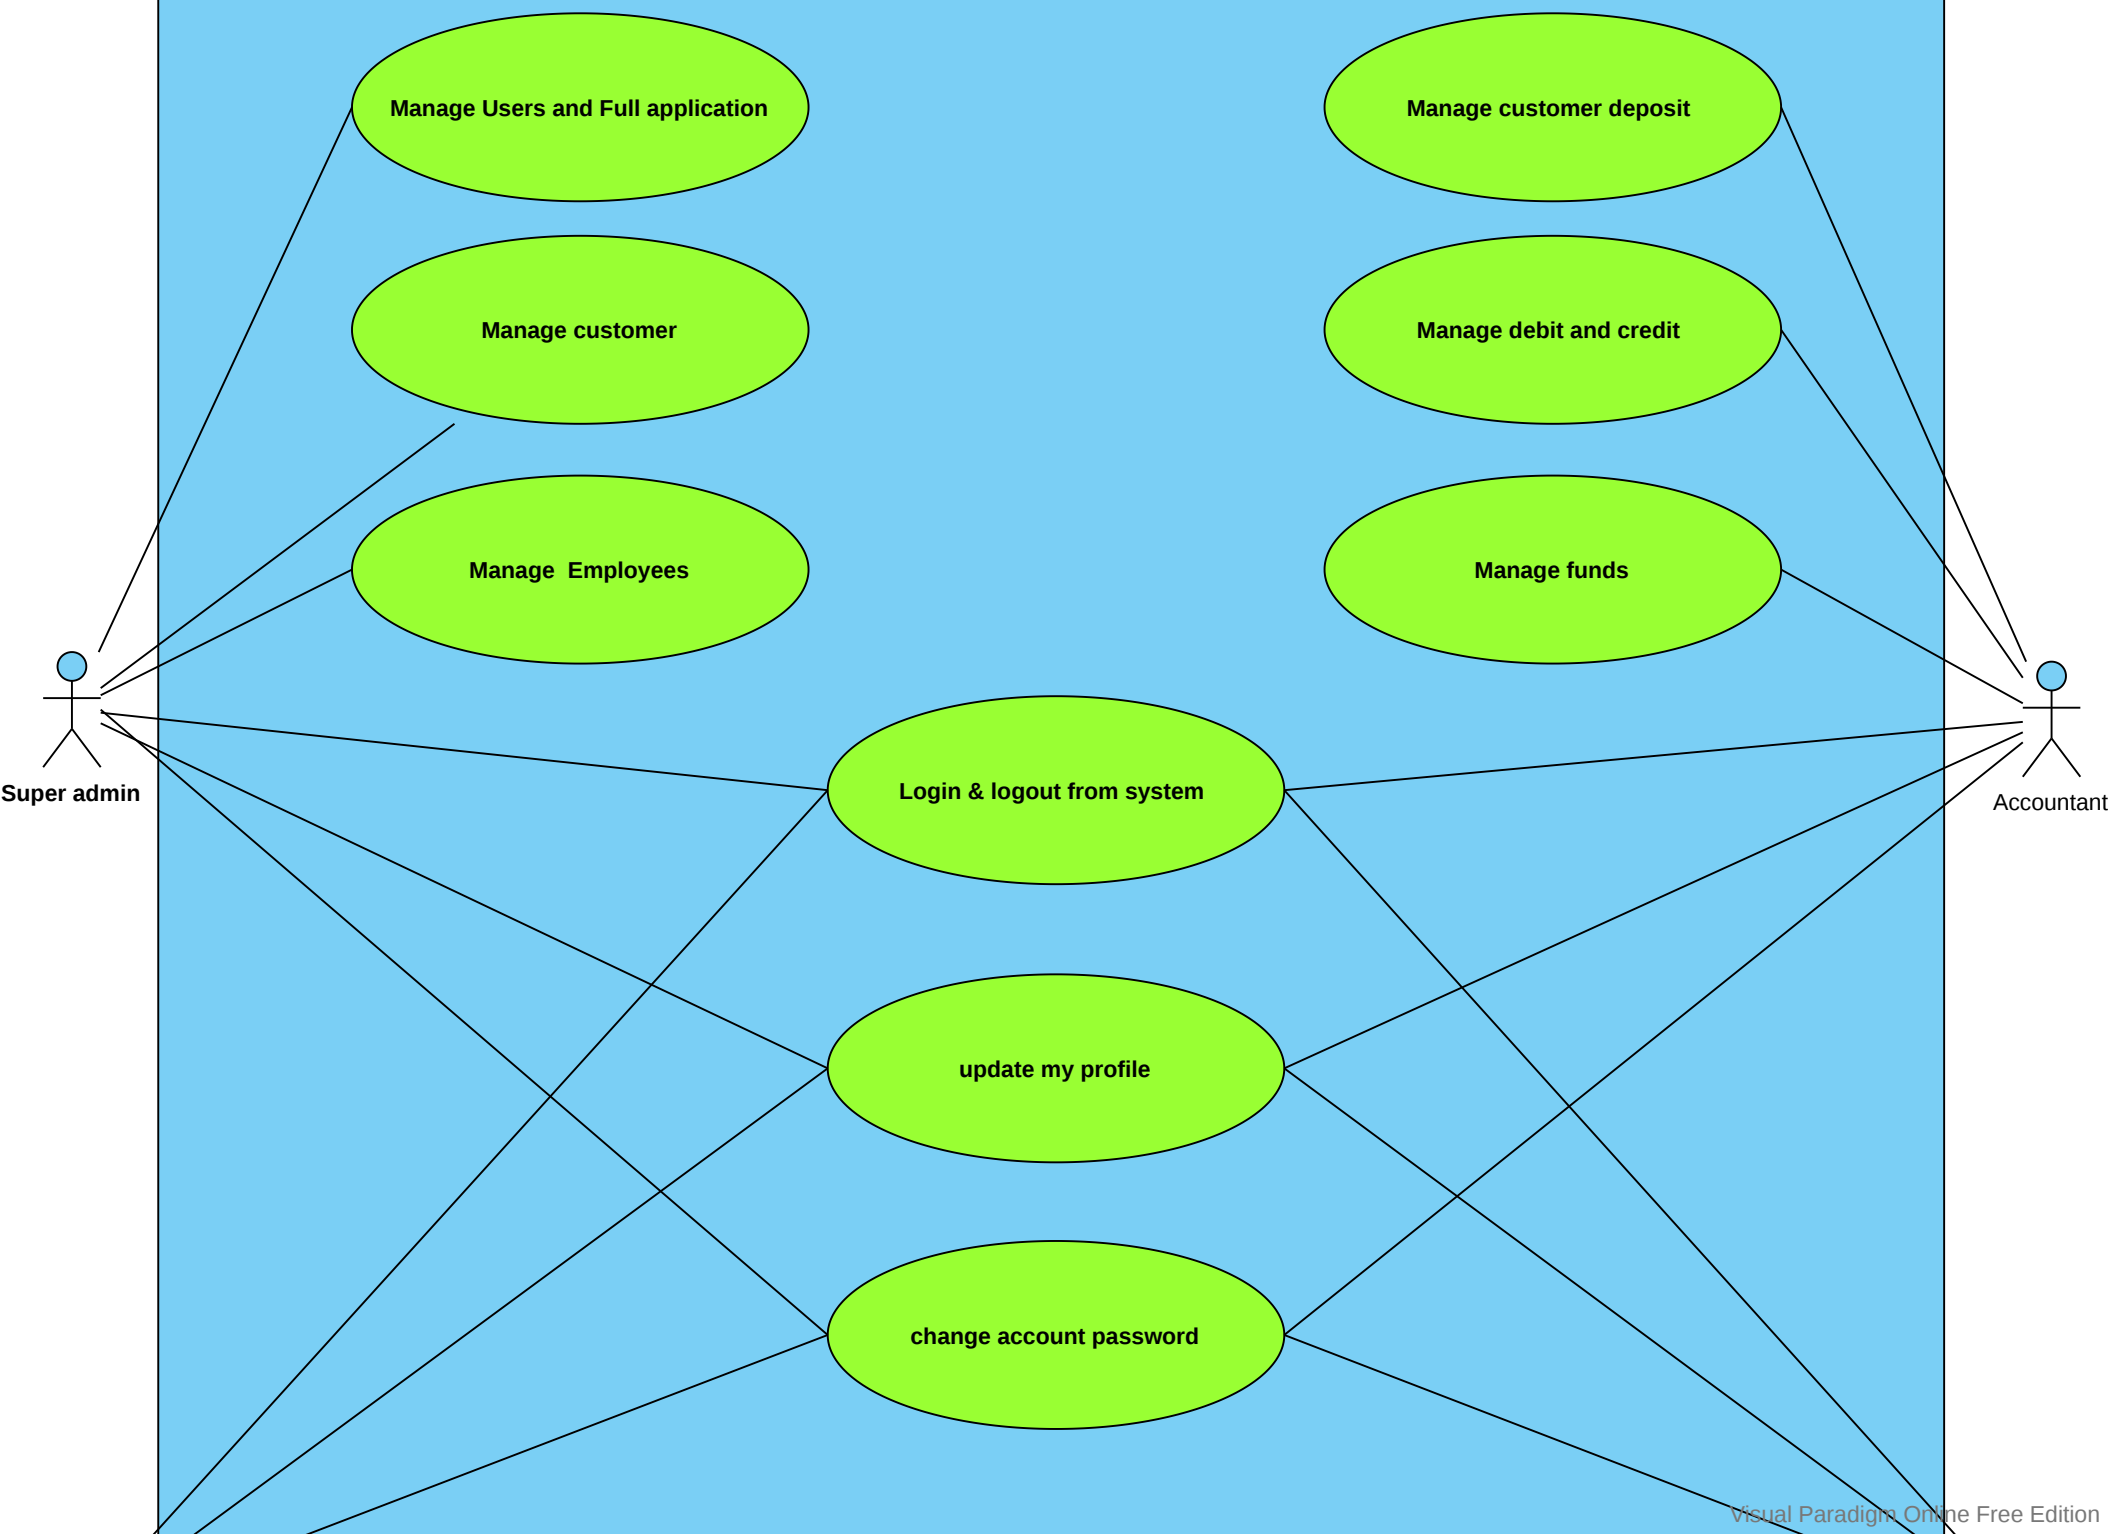 Manage Users and Full application
Manage customer deposit
Manage customer
Manage debit and credit
Manage  Employees
Manage funds
Super admin
Login & logout from system
Accountant
update my profile
change account password
Visual Paradigm Online Free Edition